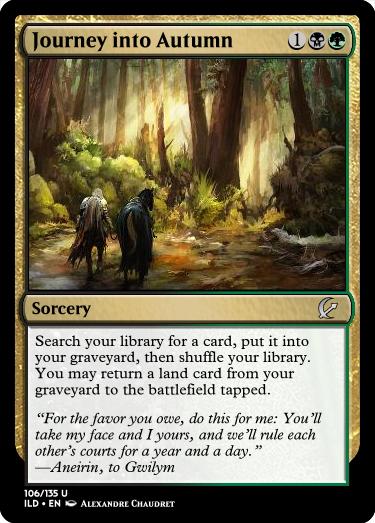 Journey into Autumn 1
Sorcery
Search your library for a card, put it into
your graveyard, then shuffle your library.
You may return a land card from your
graveyard to the battlefield tapped.
“For the favor you owe, do this for me: You’ll
take my face and I yours, and we’ll rule each
other’s courts for a year and a day.”
—Aneirin, to Gwilym
106/135 U
ILD • EN Alexandre Chaudret